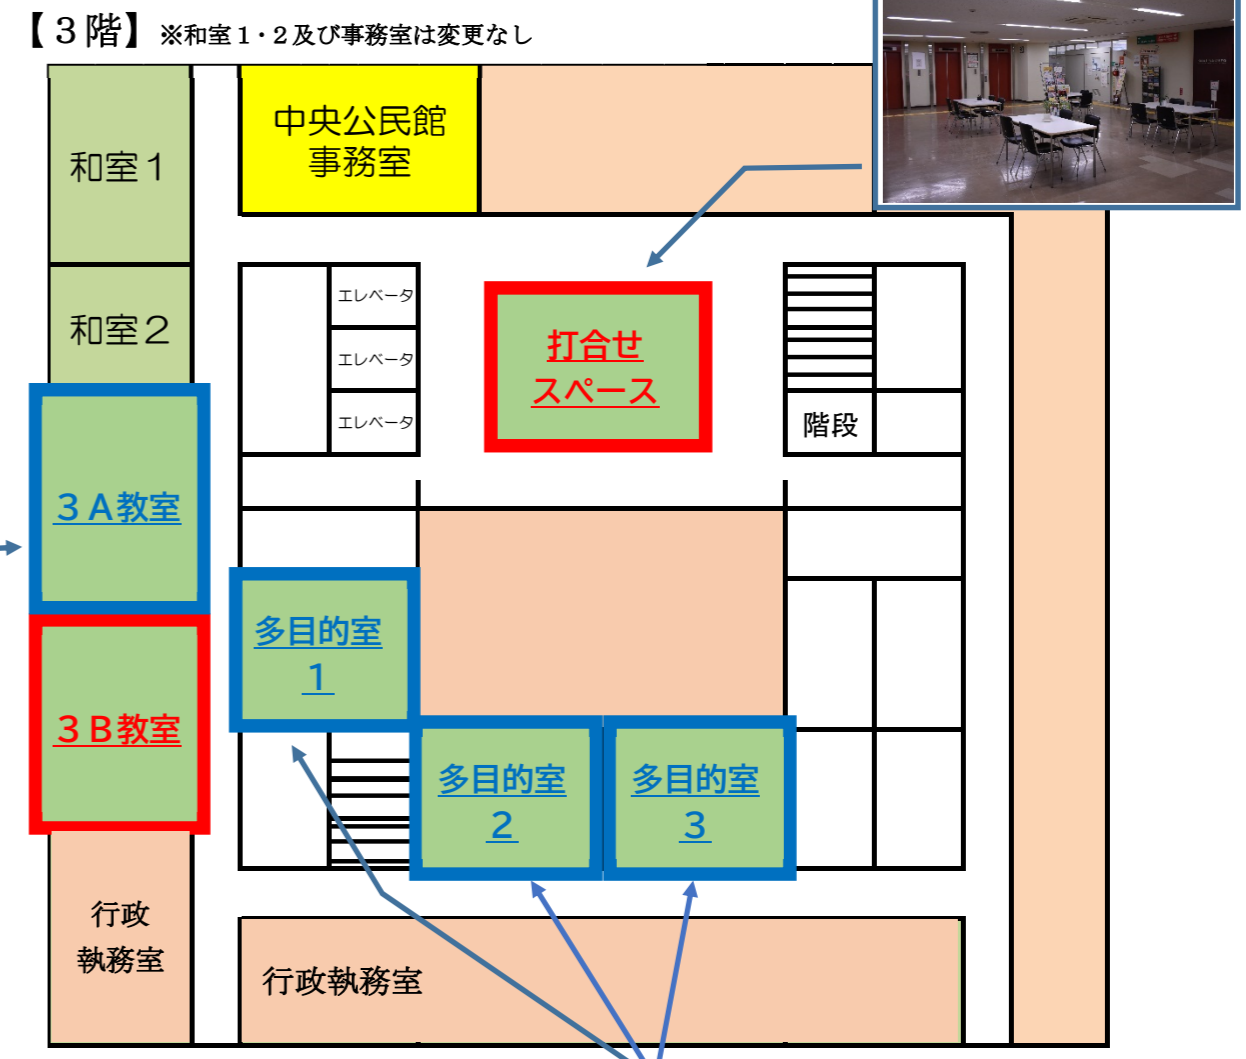 【３階】 ※和室１・２及び事務室は変更なし
中央公民館
事務室
和室１
和室２
エレベータ
エレベータ
エレベータ
打合せ
スペース
階段
３Ａ教室
３Ｂ教室
多目的室
１
多目的室
２
多目的室
３
行政
執務室
行政執務室